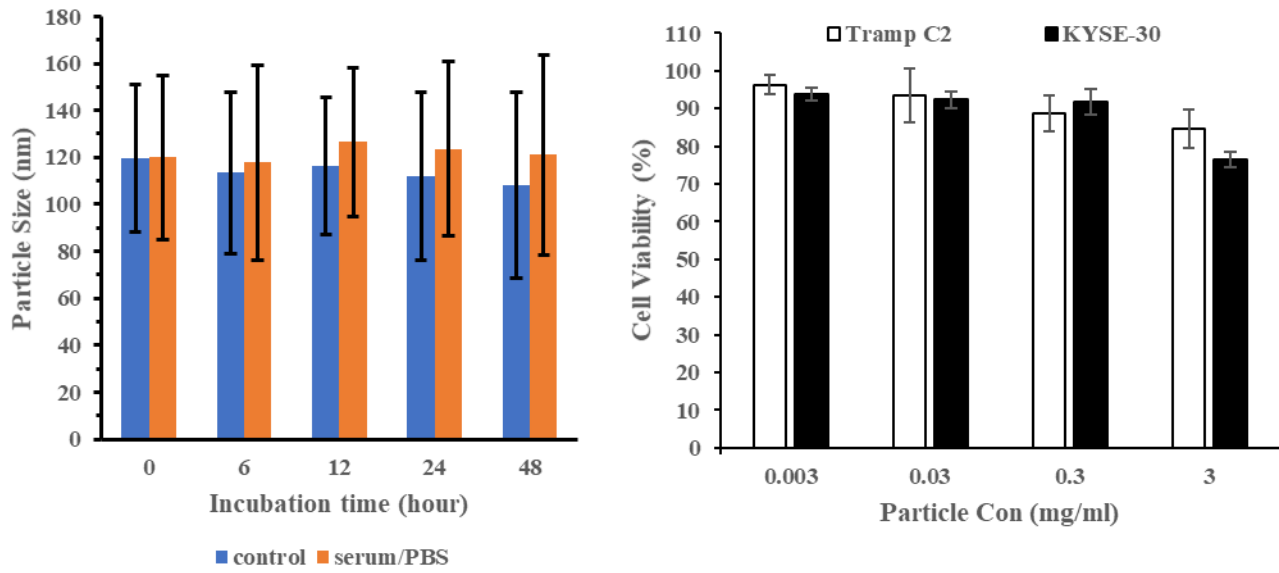 Particle Size (nm)
180
160
140
120
100
80
60
40
20
0
0 6 12 24 48
Incubation time (hour)
control serum/PBS
Tramp C2 KYSE-30
Cell Viability (%)
110
100
90
80
70
60
50
40
30
20
10
0
0.003 0.03 0.3 3
Particle Con (mg/ml)